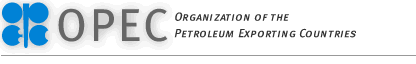 OPEC
Organization of the
Petroleum Exporting Countries